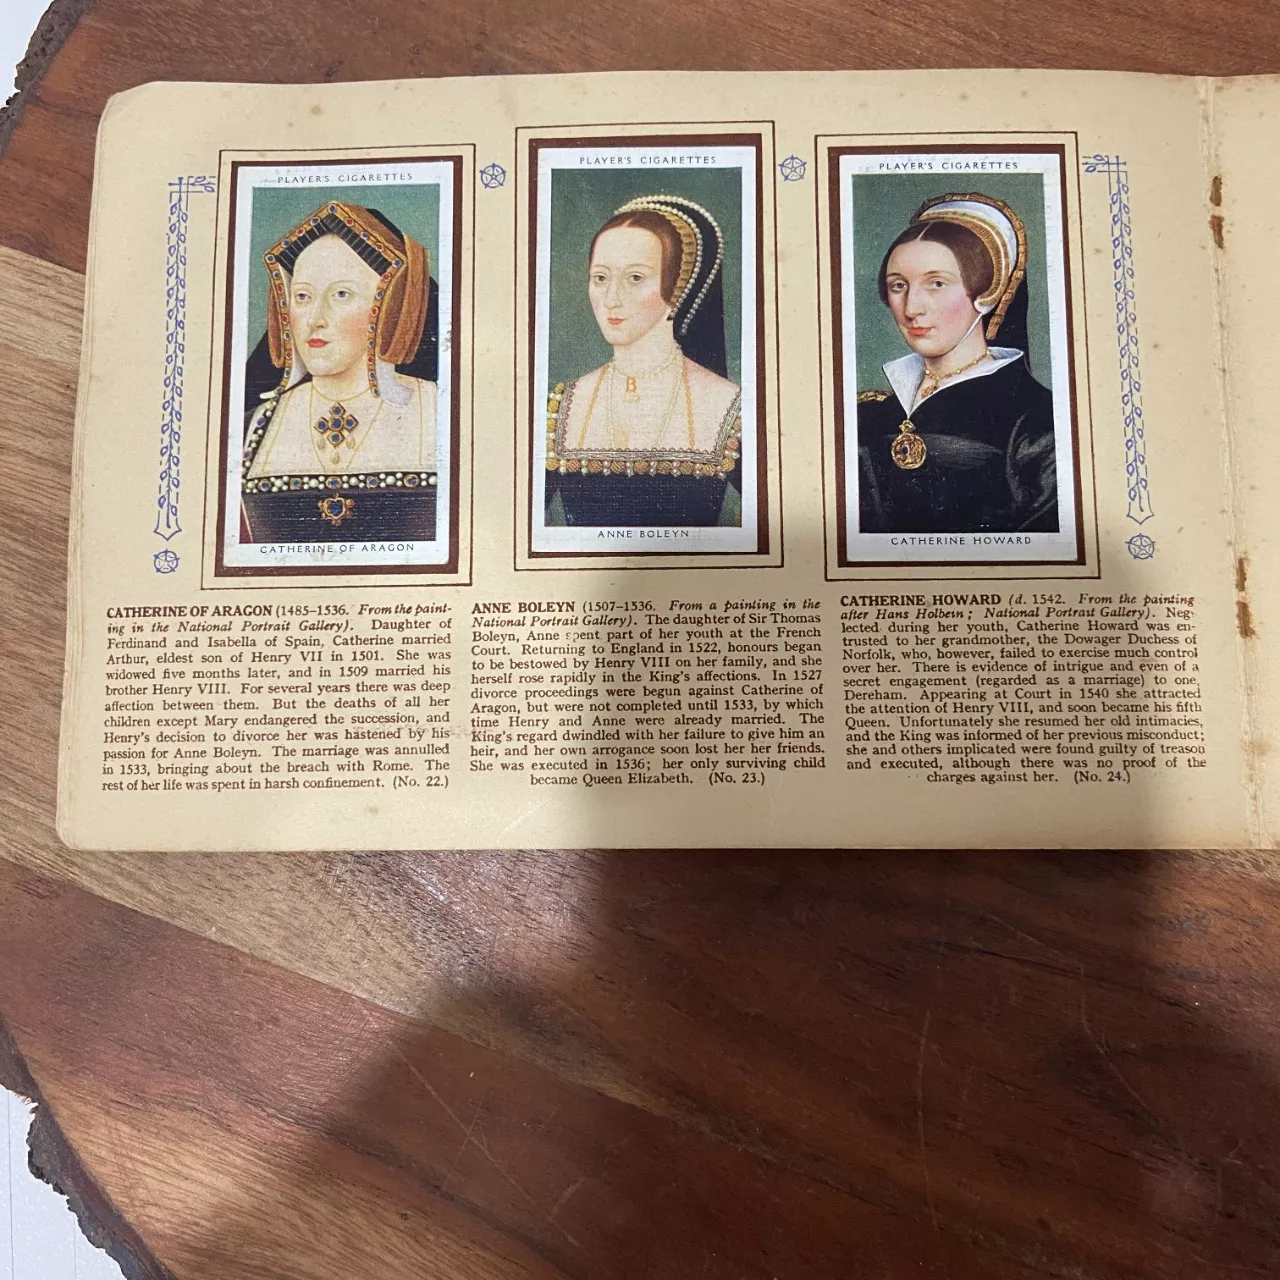 PLAYER'S CIGARETTES
CATHERINE OF ARAGON
PLAYER'S CIGARETTES
B
ANNE BOLEYN
PLAYER'S CIGARETTES
CATHERINE HOWARD
CATHERINE OF ARAGON (1485–1536. From the paint-
ing in the National Portrait Gallery). Daughter of
Ferdinand and Isabella of Spain, Catherine married
Arthur, eldest son of Henry VII in 1501. She was
widowed five months later, and in 1509 married his
brother Henry VIII. For several years there was deep
affection between them. But the deaths of all her
children except Mary endangered the succession, and
Henry's decision to divorce her was hastened by his
passion for Anne Boleyn. The marriage was annulled
in 1533, bringing about the breach with Rome. The
rest of her life was spent in harsh confinement. (No. 22.)
ANNE BOLEYN (1507–1536. From a painting in the
National Portrait Gallery). The daughter of Sir Thomas
Boleyn, Anne spent part of her youth at the French
Court. Returning to England in 1522, honours began
to be bestowed by Henry VIII on her family, and she
herself rose rapidly in the King's affections. In 1527
divorce proceedings were begun against Catherine of
Aragon, but were not completed until 1533, by which
time Henry and Anne were already married. The
King's regard dwindled with her failure to give him an
heir, and her own arrogance soon lost her her friends.
She was executed in 1536; her only surviving child
became Queen Elizabeth. (No. 23.)
CATHERINE HOWARD (d. 1542. From the painting
after Hans Holbein; National Portrait Gallery). Neg-
lected during her youth, Catherine Howard was en-
trusted to her grandmother, the Dowager Duchess of
Norfolk, who, however, failed to exercise much control
over her. There is evidence of intrigue and even of a
secret engagement (regarded as a marriage) to one,
Dereham. Appearing at Court in 1540 she attracted
the attention of Henry VIII, and soon became his fifth
Queen. Unfortunately she resumed her old intimacies,
and the King was informed of her previous misconduct;
she and others implicated were found guilty of treason
and executed, although there was no proof of the
charges against her. (No. 24.)